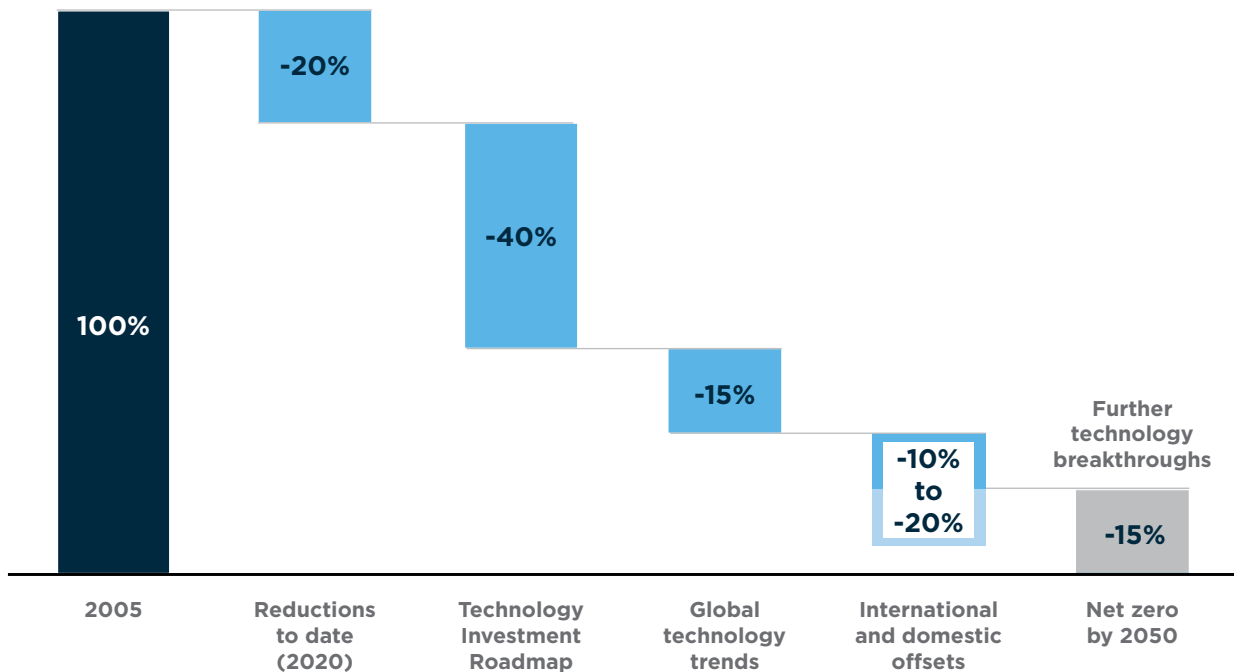 100%
-20%
-40%
-15%
-10%
to
-20%
Further
technology
breakthroughs
-15%
2005
Reductions
to date
(2020)
Technology
Investment
Roadmap
Global
technology
trends
International
and domestic
offsets
Net zero
by 2050